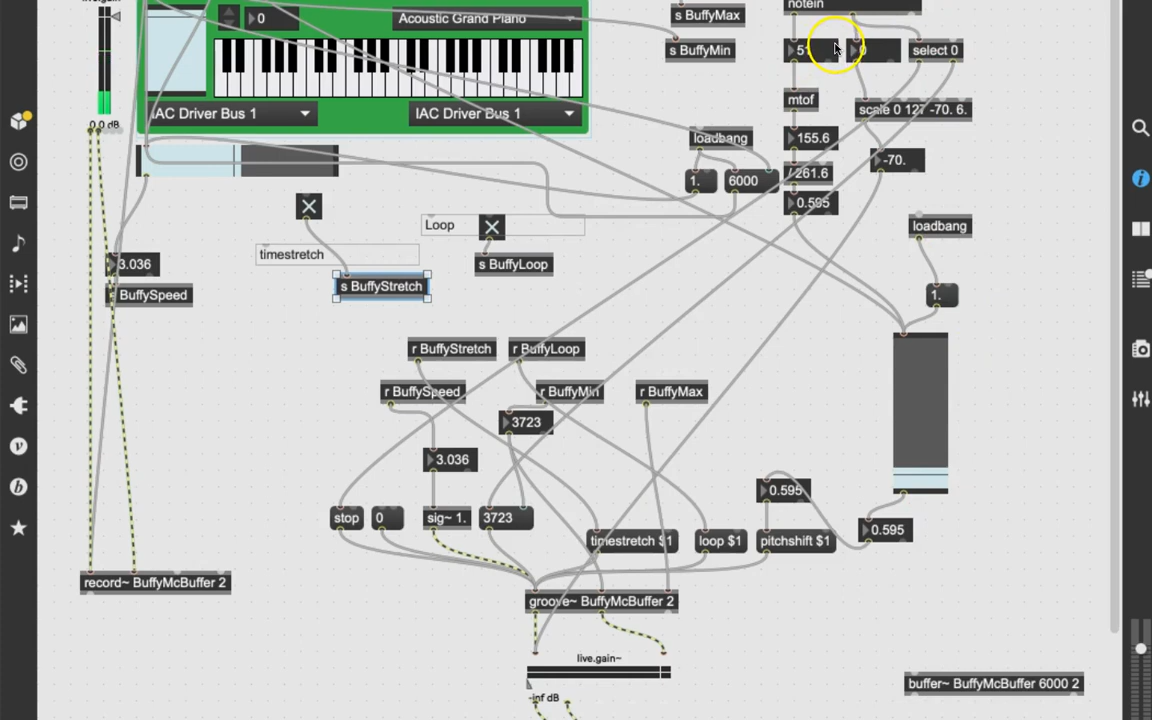 live.gain~
0
Acoustic Grand Piano
IAC Driver Bus 1
IAC Driver Bus 1
0.0 dB
s BuffyMax
s BuffyMin
notein
0
select 0
mtof
scale 0 127 -70. 6.
155.6
-70.
/ 261.6
0.595
loadbang
1.
6000
loadbang
1.
3.036
BuffySpeed
timestretch
Loop
s BuffyLoop
s BuffyStretch
r BuffyStretch
r BuffyLoop
r BuffySpeed
r BuffyMin
r BuffyMax
3723
3.036
0.595
stop
0
sig~ 1.
3723
timestretch $1
loop $1
pitchshift $1
0.595
record~ BuffyMcBuffer 2
groove~ BuffyMcBuffer 2
live.gain~
-inf dB
buffer~ BuffyMcBuffer 6000 2